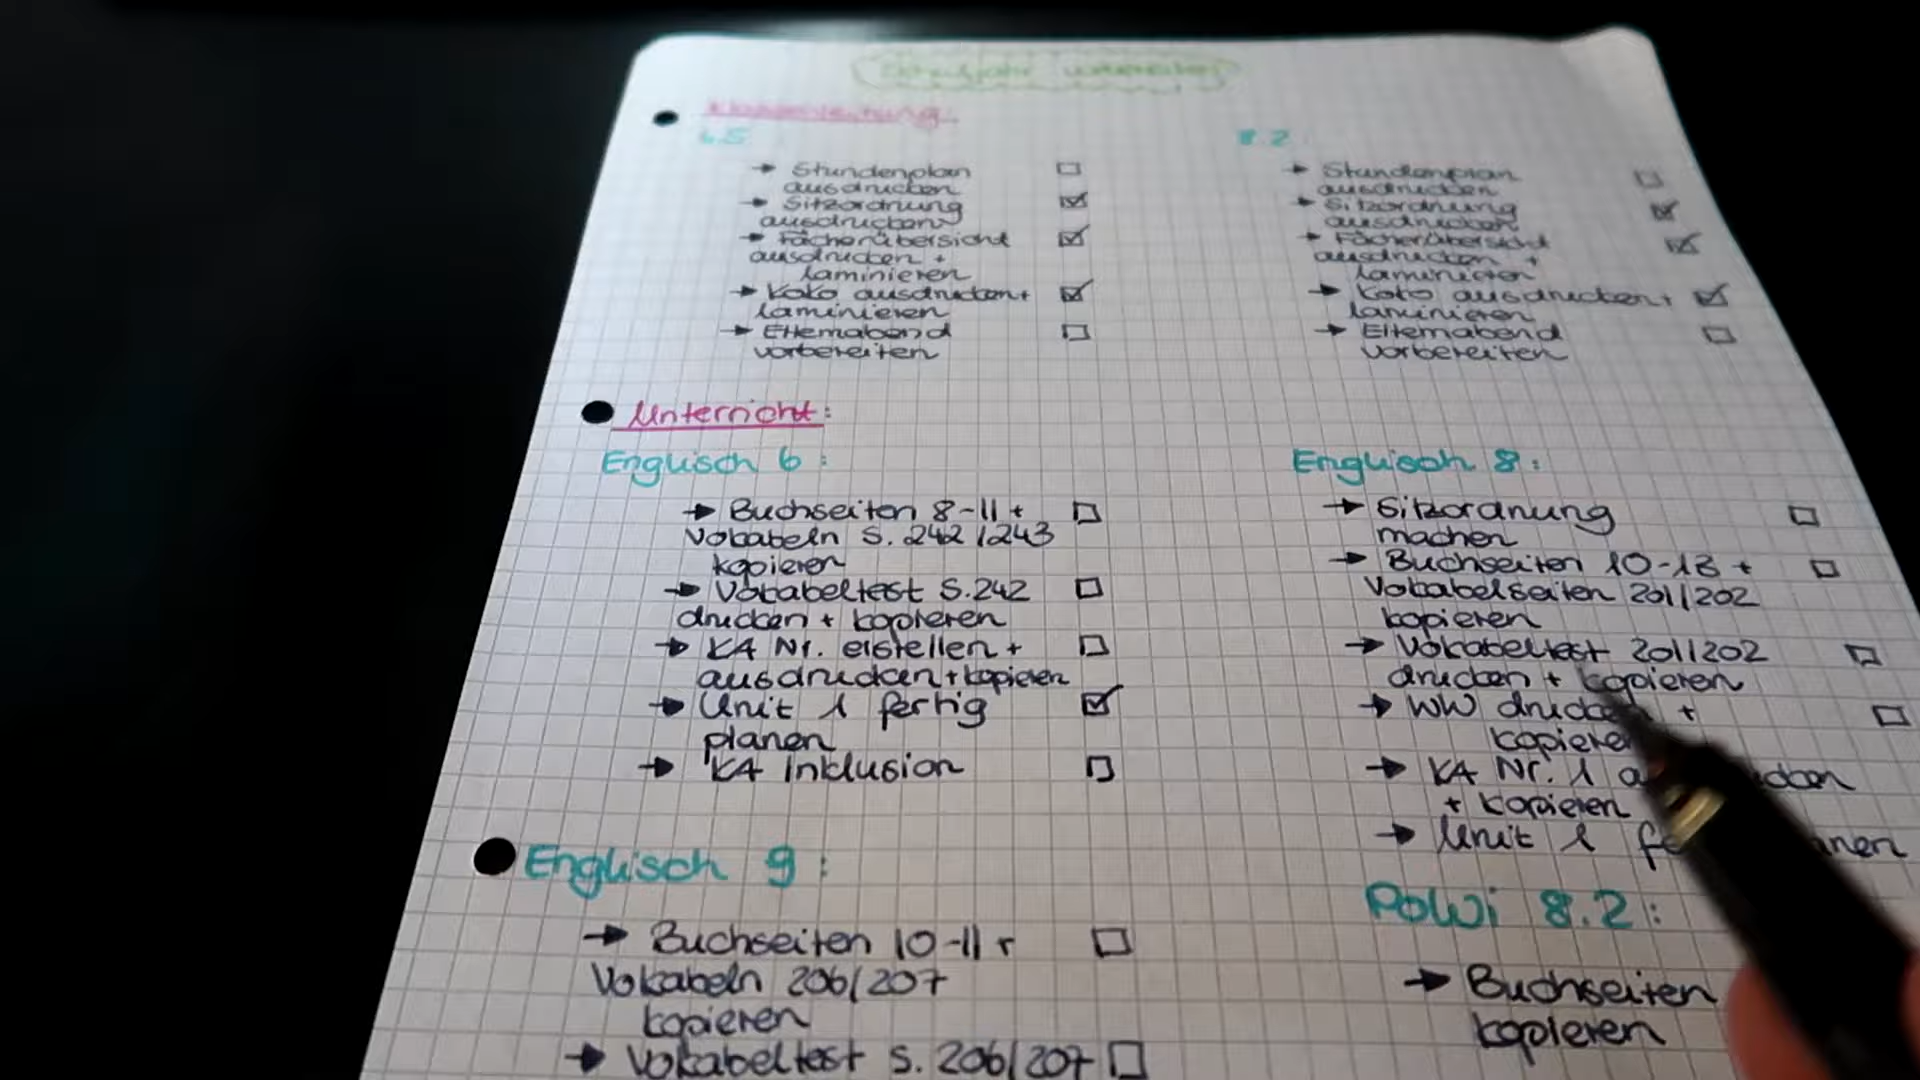 Schuljahr vorbereiten
Klassenleitung:
6.5
→ Stundenplan ☐
ausdrucken
→ Sitzordnung ☑
ausdrucken
→ Fächerübersicht ☑
ausdrucken +
laminieren
→ Koko ausdrucken + ☑
laminieren
→ Elternabend ☐
vorbereiten
8.2:
→ Stundenplan ☐
ausdrucken
→ Sitzordnung ☑
ausdrucken
→ Fächerübersicht ☑
ausdrucken +
laminieren
→ Koko ausdrucken + ☑
laminieren
→ Elternabend ☐
vorbereiten
Unterricht:
Englisch 6:
→ Buchseiten 8-11 + ☐
Vokabeln S. 242/243
kopieren
→ Vokabeltest S.242 ☐
drucken + kopieren
→ KA Nr. erstellen + ☐
ausdrucken + kopieren
→ Unit 1 fertig ☑
planen
→ KA Inklusion ☐
Englisch 8:
→ Sitzordnung ☐
machen
→ Buchseiten 10-13 + ☐
Vokabelseiten 201/202
kopieren
→ Vokabeltest 201/202 ☐
drucken + kopieren
→ WW drucken + ☐
kopieren
→ KA Nr. 1
+ kopieren
→ Unit 1
Englisch 9:
→ Buchseiten 10-11 + ☐
Vokabeln 206/207
kopieren
→ Vokabeltest S. 206/207 ☐
PoWi 8.2:
→ Buchseiten
kopieren